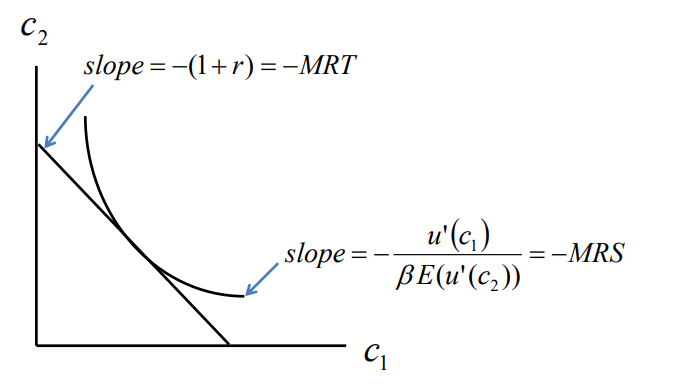 c₂
slope = −(1 + r) = −MRT
slope = − u'(c₁) / βE(u'(c₂)) = −MRS
c₁